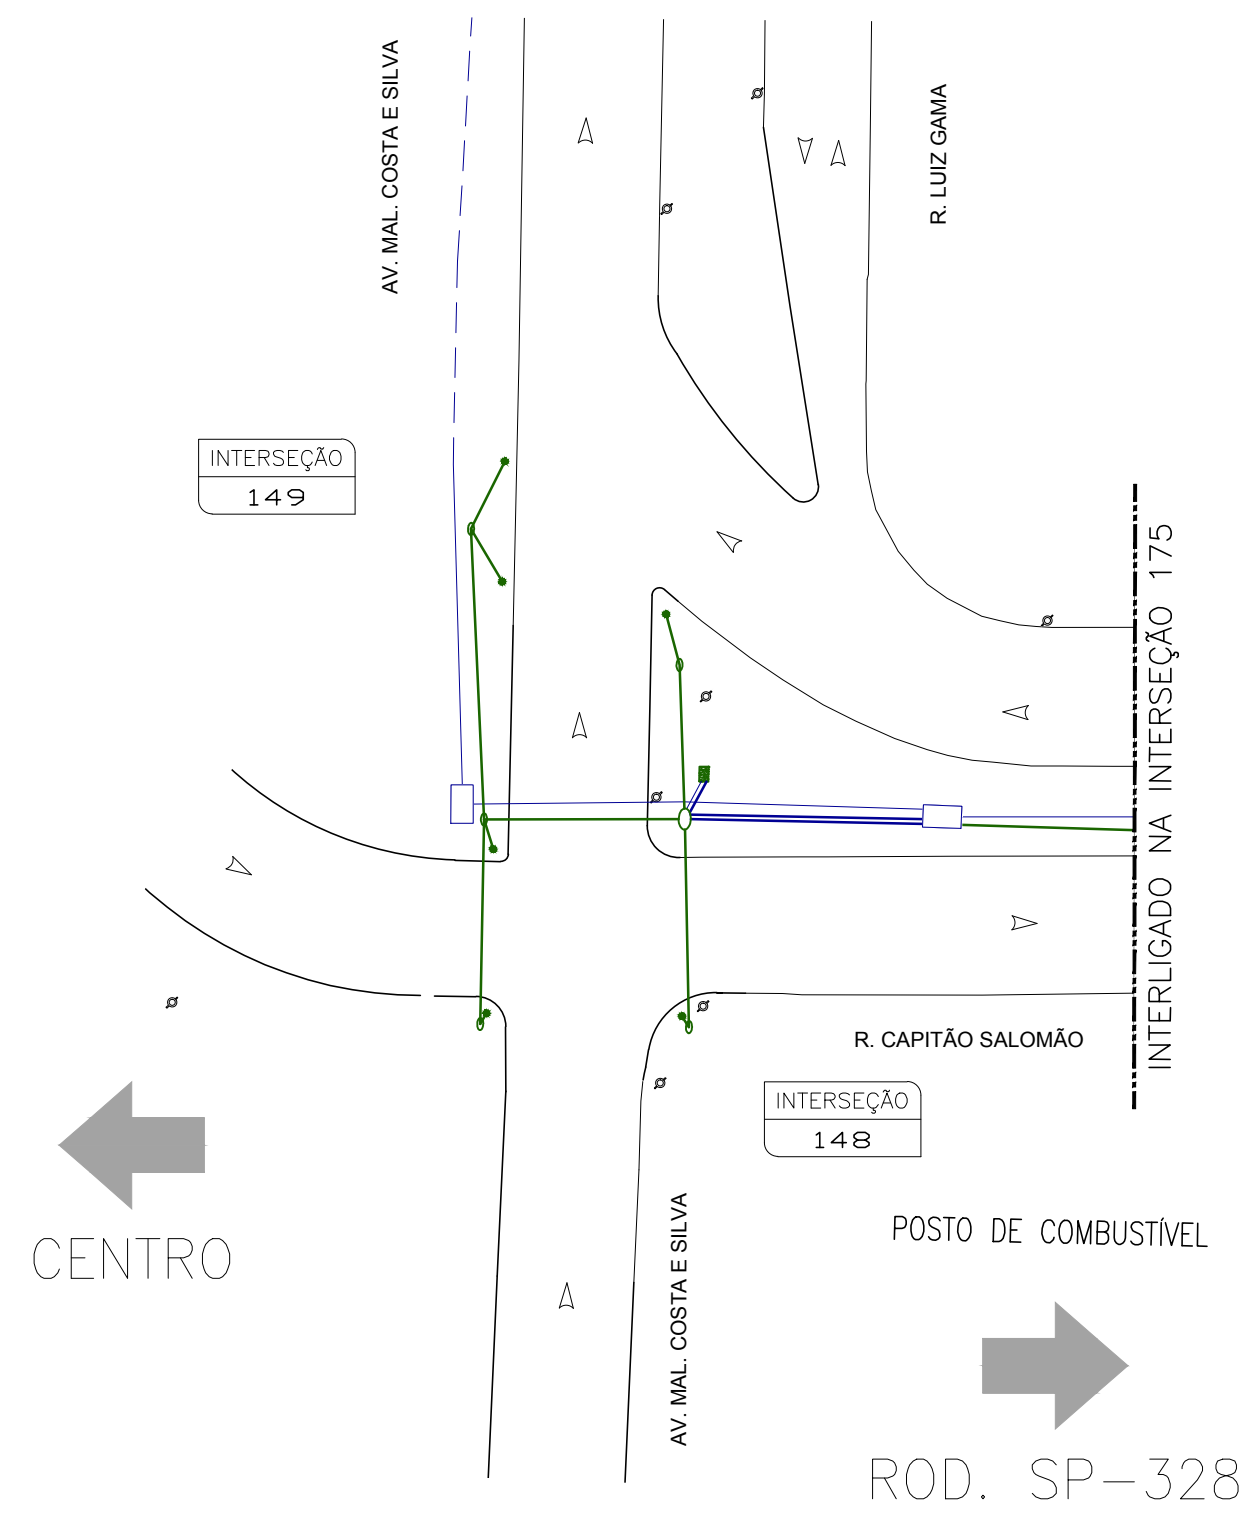 AV. MAL. COSTA E SILVA
R. LUIZ GAMA
INTERSEÇÃO
149
INTERLIGADO NA INTERSEÇÃO 175
R. CAPITÃO SALOMÃO
INTERSEÇÃO
148
CENTRO
AV. MAL. COSTA E SILVA
POSTO DE COMBUSTÍVEL
ROD. SP-328